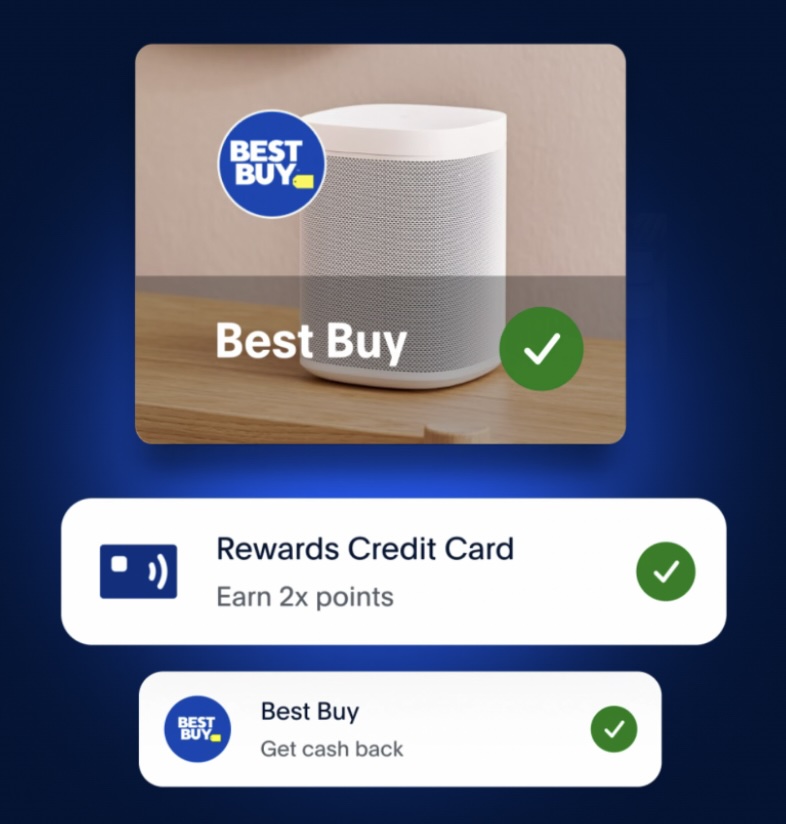 BEST
BUY
Best Buy
Rewards Credit Card
Earn 2x points
BEST
BUY
Best Buy
Get cash back